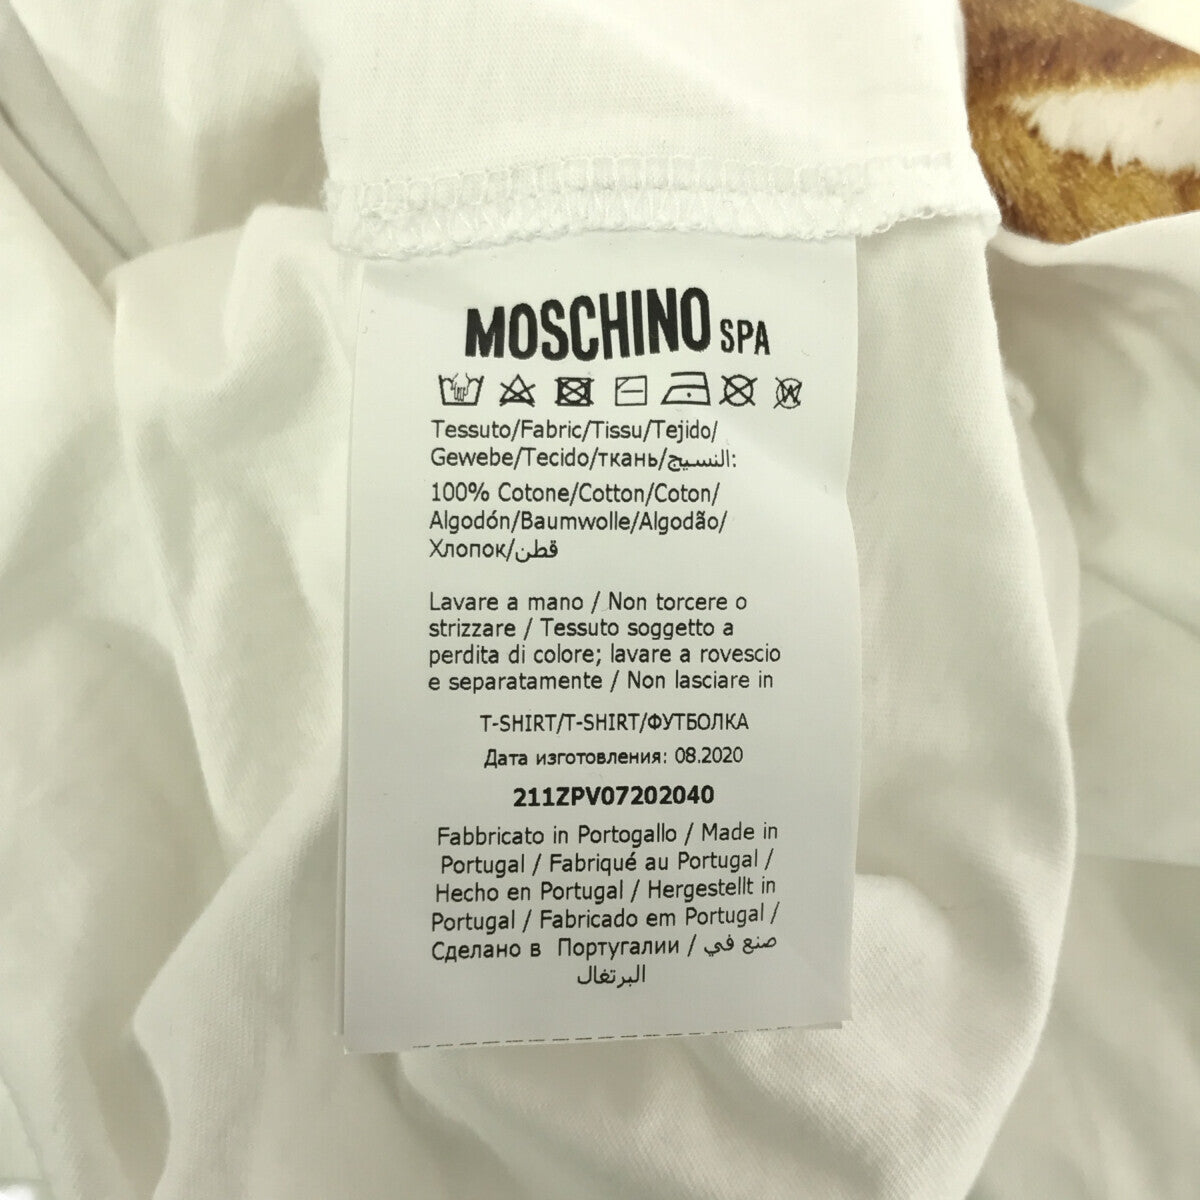 MOSCHINO SPA
W
Tessuto/Fabric/Tissu/Tejido/
Gewebe/Tecido/ткань/النسيج:
100% Cotone/Cotton/Coton/
Algodón/Baumwolle/Algodão/
Хлопок/قطن
Lavare a mano / Non torcere o
strizzare / Tessuto soggetto a
perdita di colore; lavare a rovescio
e separatamente / Non lasciare in
T-SHIRT/T-SHIRT/ФУТБОЛКА
Дата изготовления: 08.2020
211ZPV07202040
Fabbricato in Portogallo / Made in
Portugal / Fabriqué au Portugal /
Hecho en Portugal / Hergestellt in
Portugal / Fabricado em Portugal /
Сделано в Португалии / صنع في
البرتغال